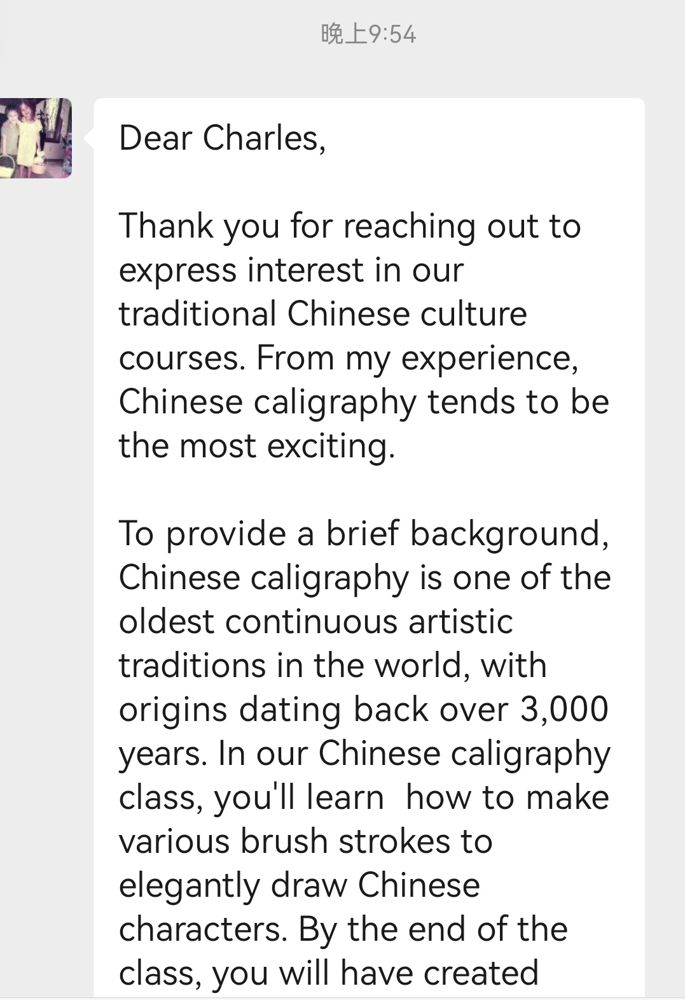 晚上9:54
Dear Charles,
Thank you for reaching out to
express interest in our
traditional Chinese culture
courses. From my experience,
Chinese caligraphy tends to be
the most exciting.
To provide a brief background,
Chinese caligraphy is one of the
oldest continuous artistic
traditions in the world, with
origins dating back over 3,000
years. In our Chinese caligraphy
class, you'll learn  how to make
various brush strokes to
elegantly draw Chinese
characters. By the end of the
class, you will have created